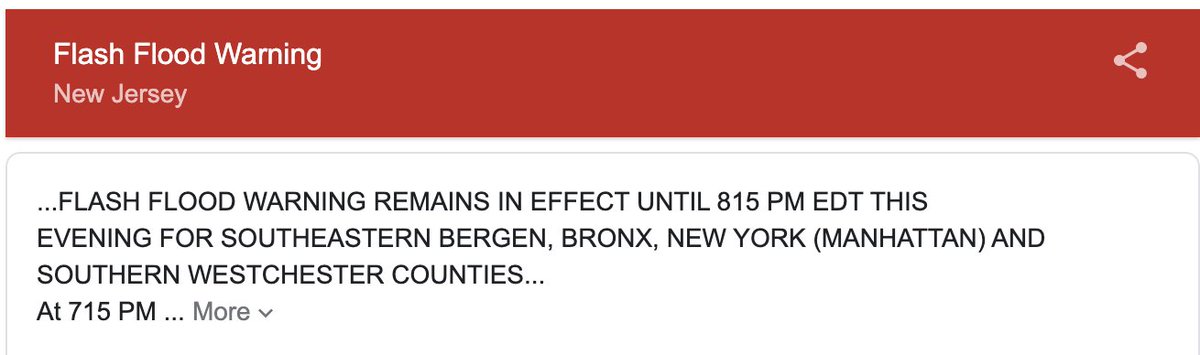 Flash Flood Warning
New Jersey
...FLASH FLOOD WARNING REMAINS IN EFFECT UNTIL 815 PM EDT THIS
EVENING FOR SOUTHEASTERN BERGEN, BRONX, NEW YORK (MANHATTAN) AND
SOUTHERN WESTCHESTER COUNTIES...
At 715 PM ... More